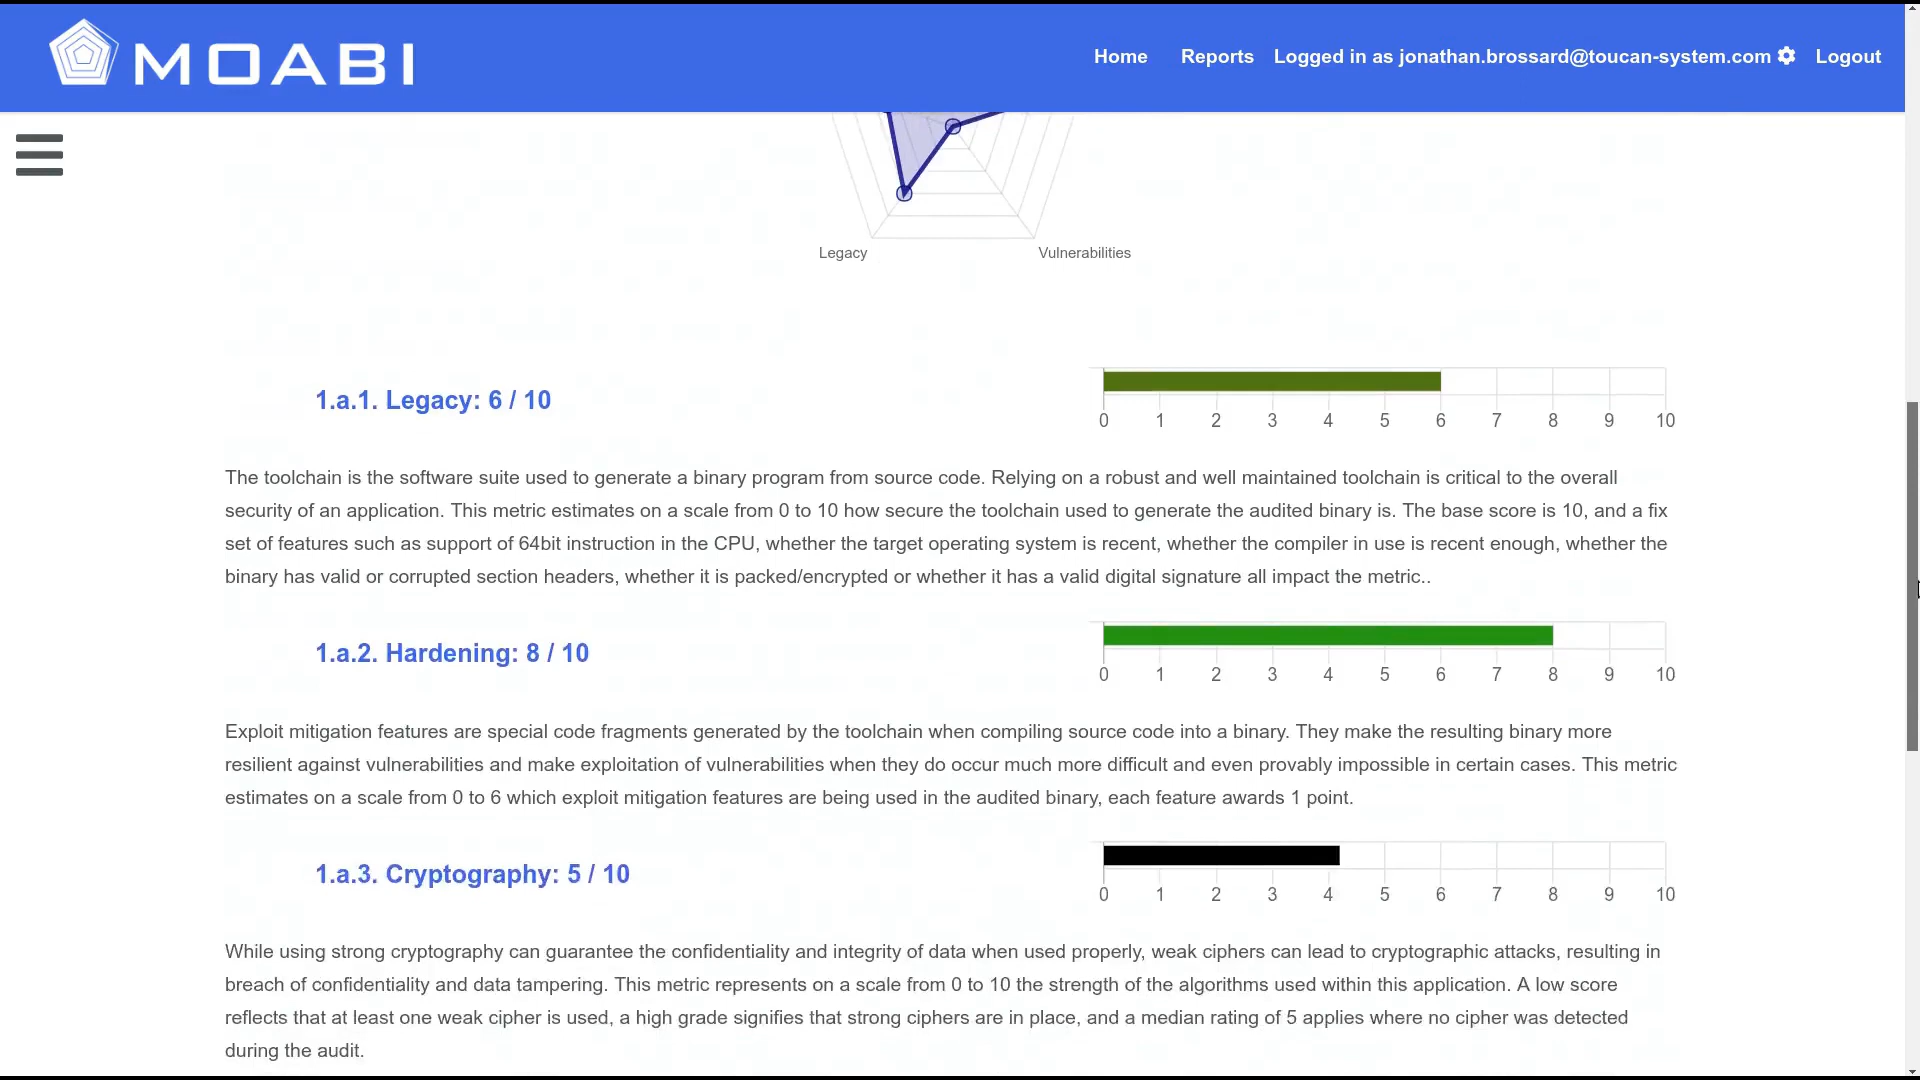 MOABI
Home Reports Logged in as jonathan.brossard@toucan-system.com Logout
Legacy Vulnerabilities
1.a.1. Legacy: 6 / 10
0 1 2 3 4 5 6 7 8 9 10
The toolchain is the software suite used to generate a binary program from source code. Relying on a robust and well maintained toolchain is critical to the overall
security of an application. This metric estimates on a scale from 0 to 10 how secure the toolchain used to generate the audited binary is. The base score is 10, and a fix
set of features such as support of 64bit instruction in the CPU, whether the target operating system is recent, whether the compiler in use is recent enough, whether the
binary has valid or corrupted section headers, whether it is packed/encrypted or whether it has a valid digital signature all impact the metric..
1.a.2. Hardening: 8 / 10
0 1 2 3 4 5 6 7 8 9 10
Exploit mitigation features are special code fragments generated by the toolchain when compiling source code into a binary. They make the resulting binary more
resilient against vulnerabilities and make exploitation of vulnerabilities when they do occur much more difficult and even provably impossible in certain cases. This metric
estimates on a scale from 0 to 6 which exploit mitigation features are being used in the audited binary, each feature awards 1 point.
1.a.3. Cryptography: 5 / 10
0 1 2 3 4 5 6 7 8 9 10
While using strong cryptography can guarantee the confidentiality and integrity of data when used properly, weak ciphers can lead to cryptographic attacks, resulting in
breach of confidentiality and data tampering. This metric represents on a scale from 0 to 10 the strength of the algorithms used within this application. A low score
reflects that at least one weak cipher is used, a high grade signifies that strong ciphers are in place, and a median rating of 5 applies where no cipher was detected
during the audit.